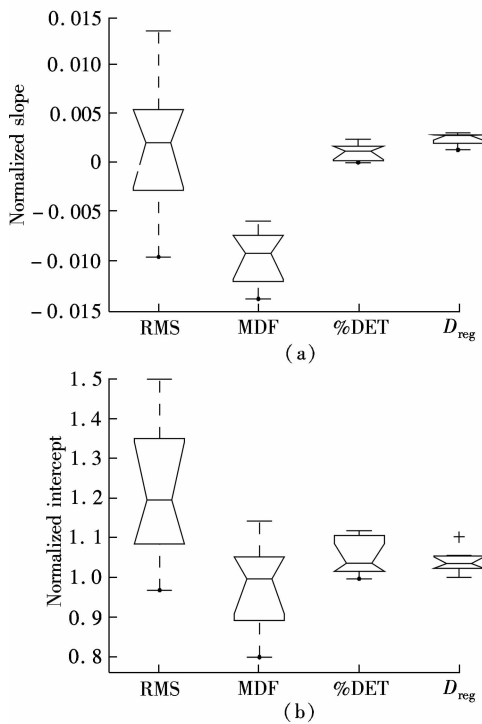 0.015
0.010
0.005
0
−0.005
−0.010
−0.015
Normalized slope
RMS MDF %DET Dreg
(a)
1.5
1.4
1.3
1.2
1.1
1.0
0.9
0.8
Normalized intercept
RMS MDF %DET Dreg
(b)